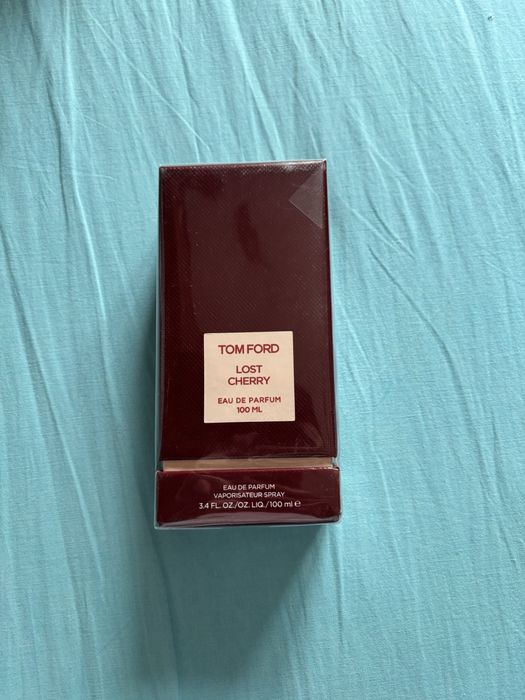 TOM FORD
LOST
CHERRY
EAU DE PARFUM
100 ML
EAU DE PARFUM
VAPORISATEUR SPRAY
3.4 FL. OZ./OZ. LIQ. / 100 ml ℮